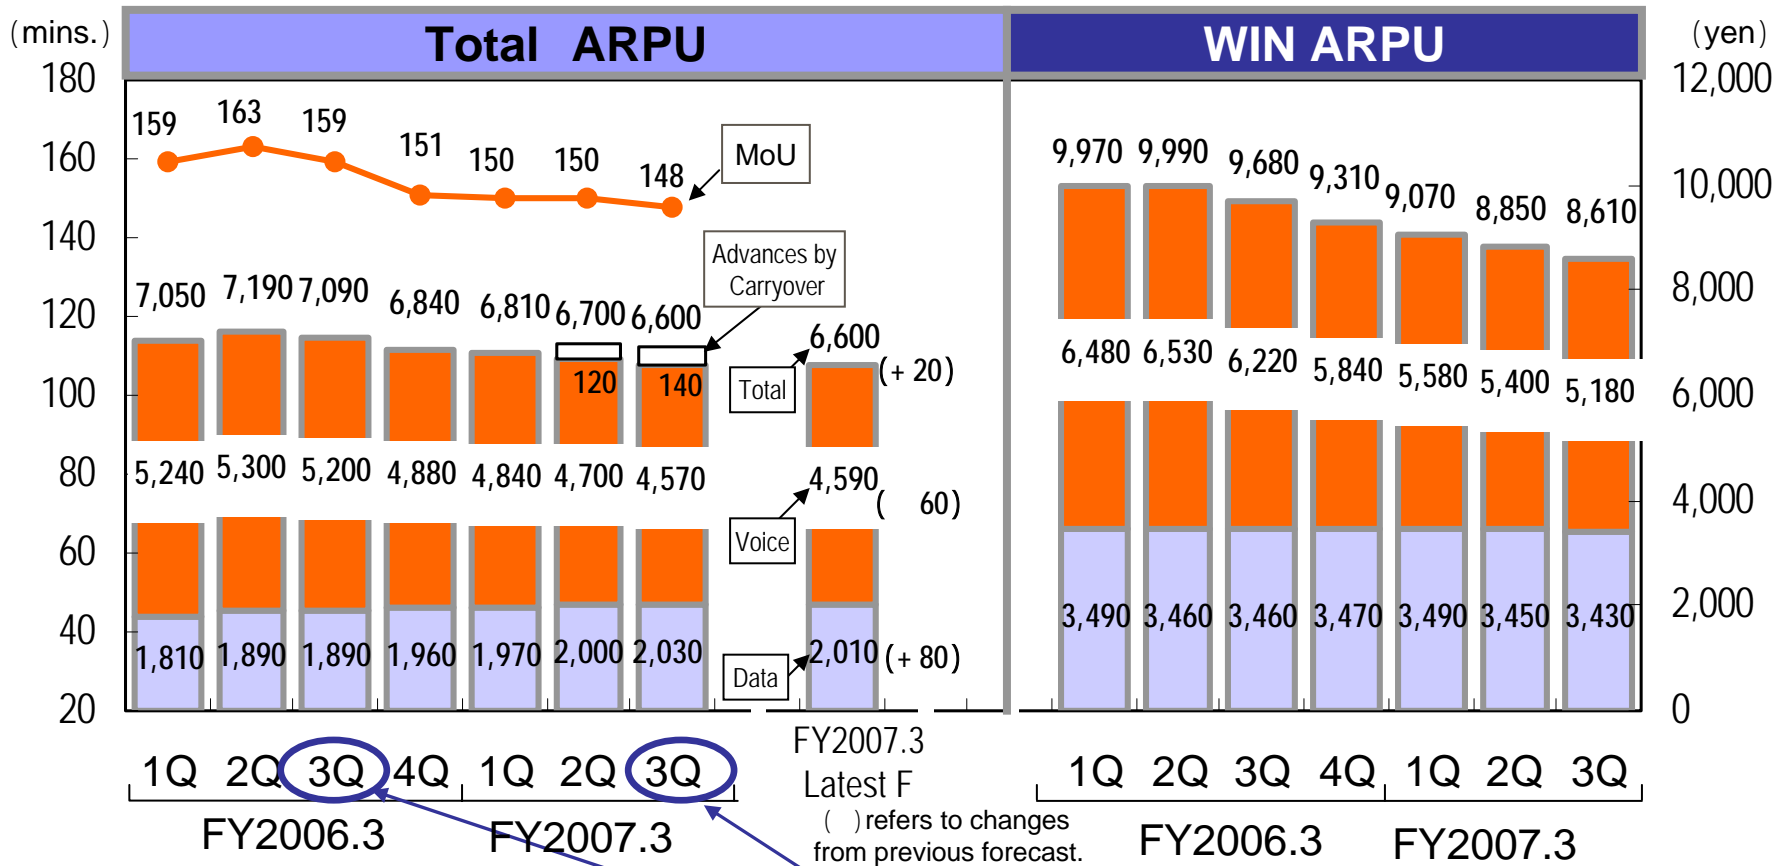 (mins.)
Total ARPU
WIN ARPU
(yen)
180
160
140
120
100
80
60
40
20
12,000
10,000
8,000
6,000
4,000
2,000
0
159
163
159
151
150
150
148
MoU
Advances by
Carryover
7,050
7,190
7,090
6,840
6,810
6,700
6,600
6,600
(+ 20)
120
140
Total
5,240
5,300
5,200
4,880
4,840
4,700
4,570
4,590
( 60)
Voice
1,810
1,890
1,890
1,960
1,970
2,000
2,030
2,010
(+ 80)
Data
9,970
9,990
9,680
9,310
9,070
8,850
8,610
6,480
6,530
6,220
5,840
5,580
5,400
5,180
3,490
3,460
3,460
3,470
3,490
3,450
3,430
1Q
2Q
3Q
4Q
1Q
2Q
3Q
FY2006.3
FY2007.3
FY2007.3
Latest F
( ) refers to changes
from previous forecast.
1Q
2Q
3Q
4Q
1Q
2Q
3Q
FY2006.3
FY2007.3